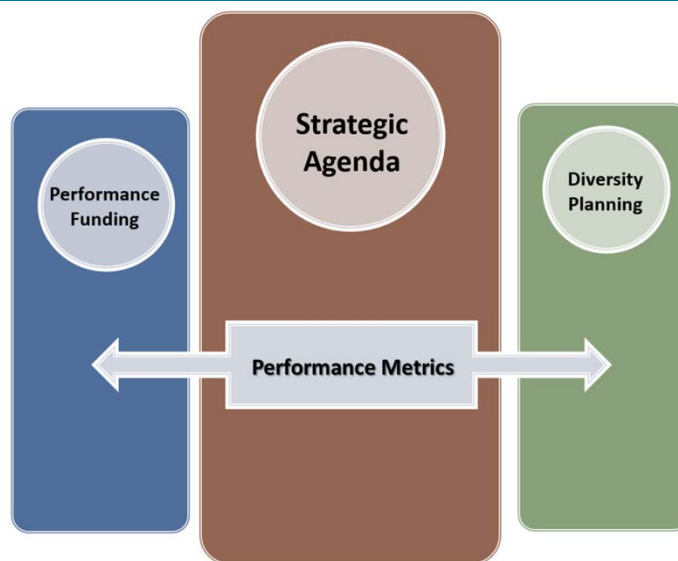 Strategic
Agenda
Performance
Funding
Diversity
Planning
Performance Metrics